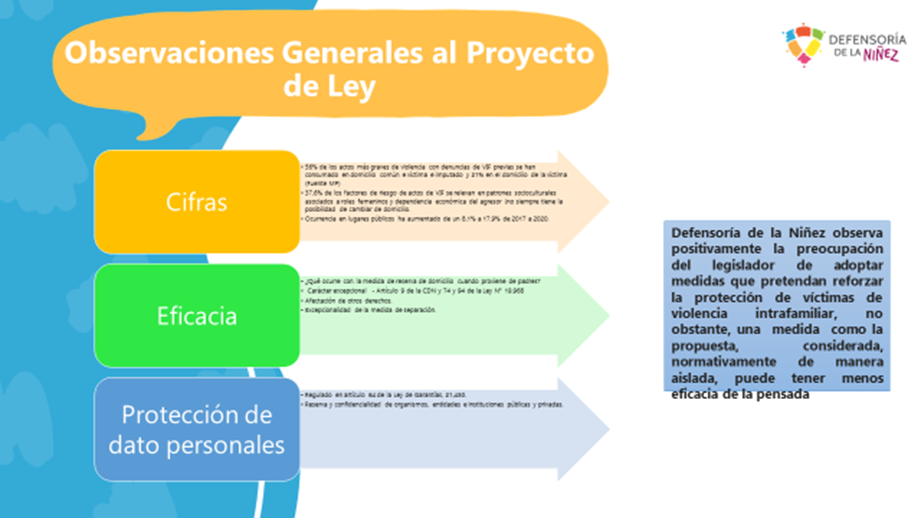 Observaciones Generales al Proyecto
de Ley
DEFENSORÍA
DE LA NIÑEZ
Cifras
• 56% de los actos más graves de violencia con denuncias de VIF previas se han
consumado en domicilio común e víctima e imputado y 21% en el domicilio de la víctima
(fuente MP)
• 37,6% de los factores de riesgo de actos de VIF se relevan en patrones socioculturales
asociados a roles femeninos y dependencia económica del agresor (no siempre tiene la
posibilidad de cambiar de domicilio.
• Ocurrencia en lugares públicos ha aumentado de un 6,1% a 17,9% de 2017 a 2020.
Eficacia
• ¿Qué ocurre con la medida de reserva de domicilio cuando proviene de padres?
• Carácter excepcional - Artículo 9 de la CDN y 74 y 94 de la Ley N° 19.968
• Afectación de otros derechos.
• Excepcionalidad de la medida de separación.
Protección de
dato personales
• Regulado en artículo de la Ley de Garantías, 21,430.
• Reserva y confidencialidad de organismos, entidades e instituciones públicas y privadas.
Defensoría de la Niñez observa
positivamente la preocupación
del legislador de adoptar
medidas que pretendan reforzar
la protección de víctimas de
violencia intrafamiliar, no
obstante, una medida como la
propuesta, considerada,
normativamente de manera
aislada, puede tener menos
eficacia de la pensada